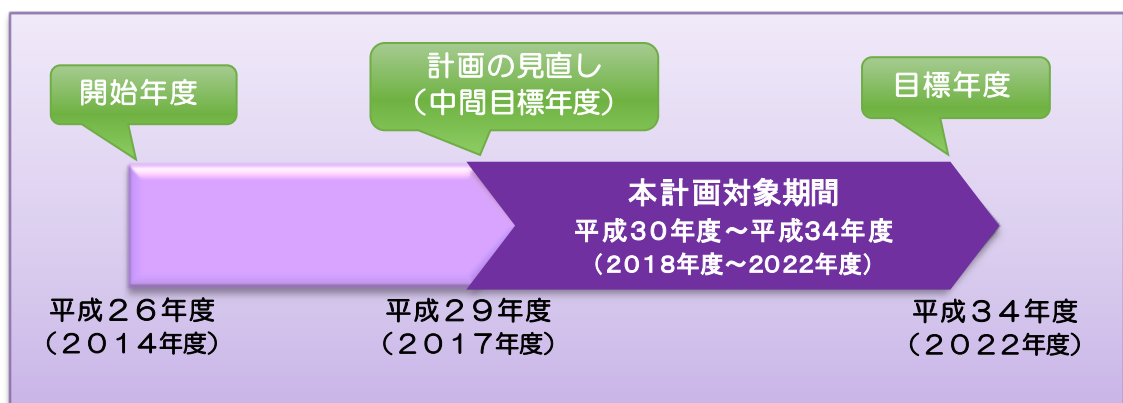 開始年度
計画の見直し
（中間目標年度）
目標年度
本計画対象期間
平成30年度～平成34年度
（2018年度～2022年度）
平成２６年度
（２０１４年度）
平成２９年度
（２０１７年度）
平成３４年度
（２０２２年度）